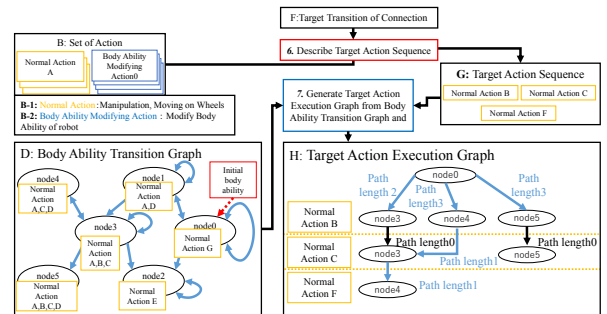 F:Target Transition of Connection
B: Set of Action
Normal Action
A
Body Ability
Modifying
Action0
6. Describe Target Action Sequence
G: Target Action Sequence
Normal Action B
Normal Action C
Normal Action F
B-1: Normal Action:Manipulation, Moving on Wheels
B-2: Body Ability Modifying Action : Modify Body
Ability of robot
7. Generate Target Action
Execution Graph from Body
Ability Transition Graph and
D: Body Ability Transition Graph
node4
Normal
Action
A,C,D
node1
Normal
Action
A,D
Initial
body
ability
node3
Normal
Action
A,B,C
node0
Normal
Action G
node5
Normal
Action
A,B,C,D
node2
Normal
Action E
H: Target Action Execution Graph
node0
Path
length 2
Path
length3
Path
length3
Normal
Action B
node3
node4
node5
Path length0
Path length0
Normal
Action C
node3
node5
Path length1
Path length1
Normal
Action F
node4